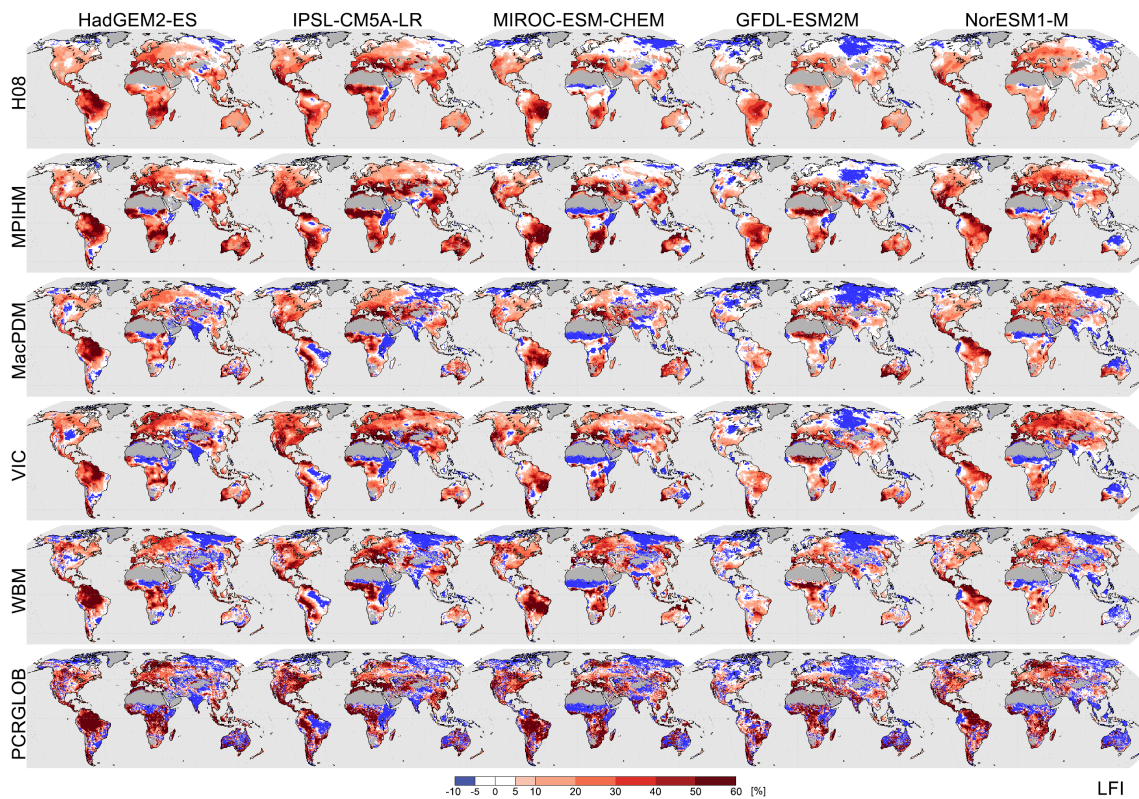 HadGEM2-ES IPSL-CM5A-LR MIROC-ESM-CHEM GFDL-ESM2M NorESM1-M
H08
MPIHM
MacPDM
VIC
WBM
PCRGLOB
-10 -5 0 5 10 20 30 40 50 60 [%]
LFI